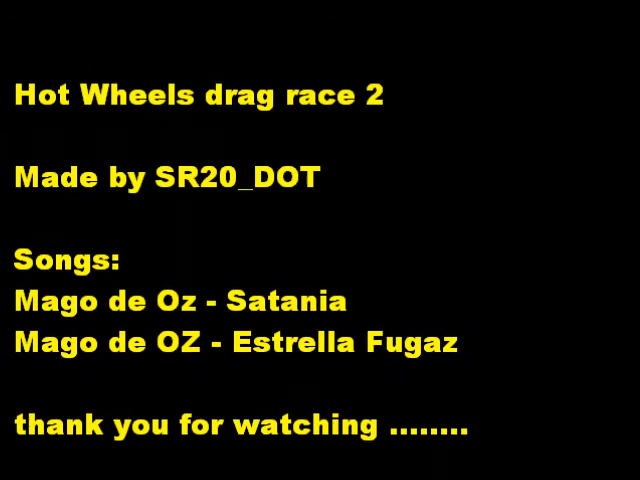 Hot Wheels drag race 2
Made by SR20_DOT
Songs:
Mago de Oz - Satania
Mago de OZ - Estrella Fugaz
thank you for watching ........